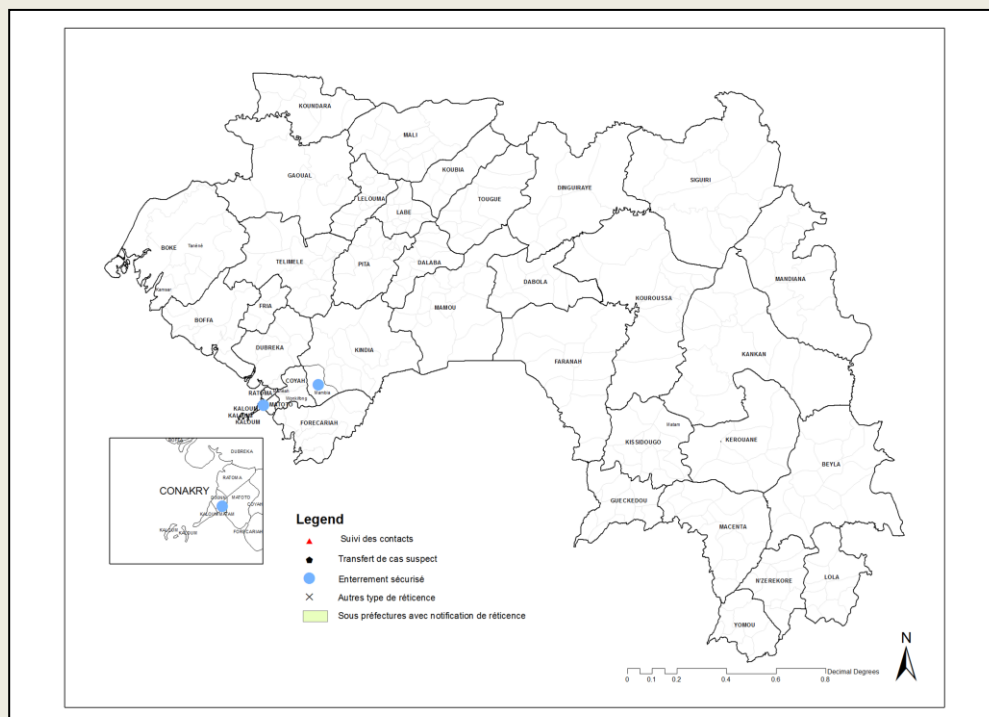 KOUNDARA
MALI
KOUBIA
GAOUAL
LELOUMA
LABE
TOUGUE
DINGUIRAYE
SIGUIRI
BOKE
TELIMELE
PITA
DALABA
MANDIANA
DABOLA
KOUROUSSA
FRIA
MAMOU
BOFFA
DUBREKA
KINDIA
KANKAN
FARANAH
COYAH
RATOMA
MATOTO
KALOUM
KALOUM
FORECARIAH
KISSIDOUGO
KEROUANE
BEYLA
GUECKEDOU
MACENTA
N'ZEREKORE
LOLA
YOMOU
DUBREKA
RATOMA
CONAKRY
MATOTO
COYAH
FORECARIAH
KALOUM
KALOUM
Legend
Suivi des contacts
Transfert de cas suspect
Enterrement sécurisé
Autres type de réticence
Sous préfectures avec notification de réticence
N
Decimal Degrees
0 0.1 0.2 0.4 0.6 0.8